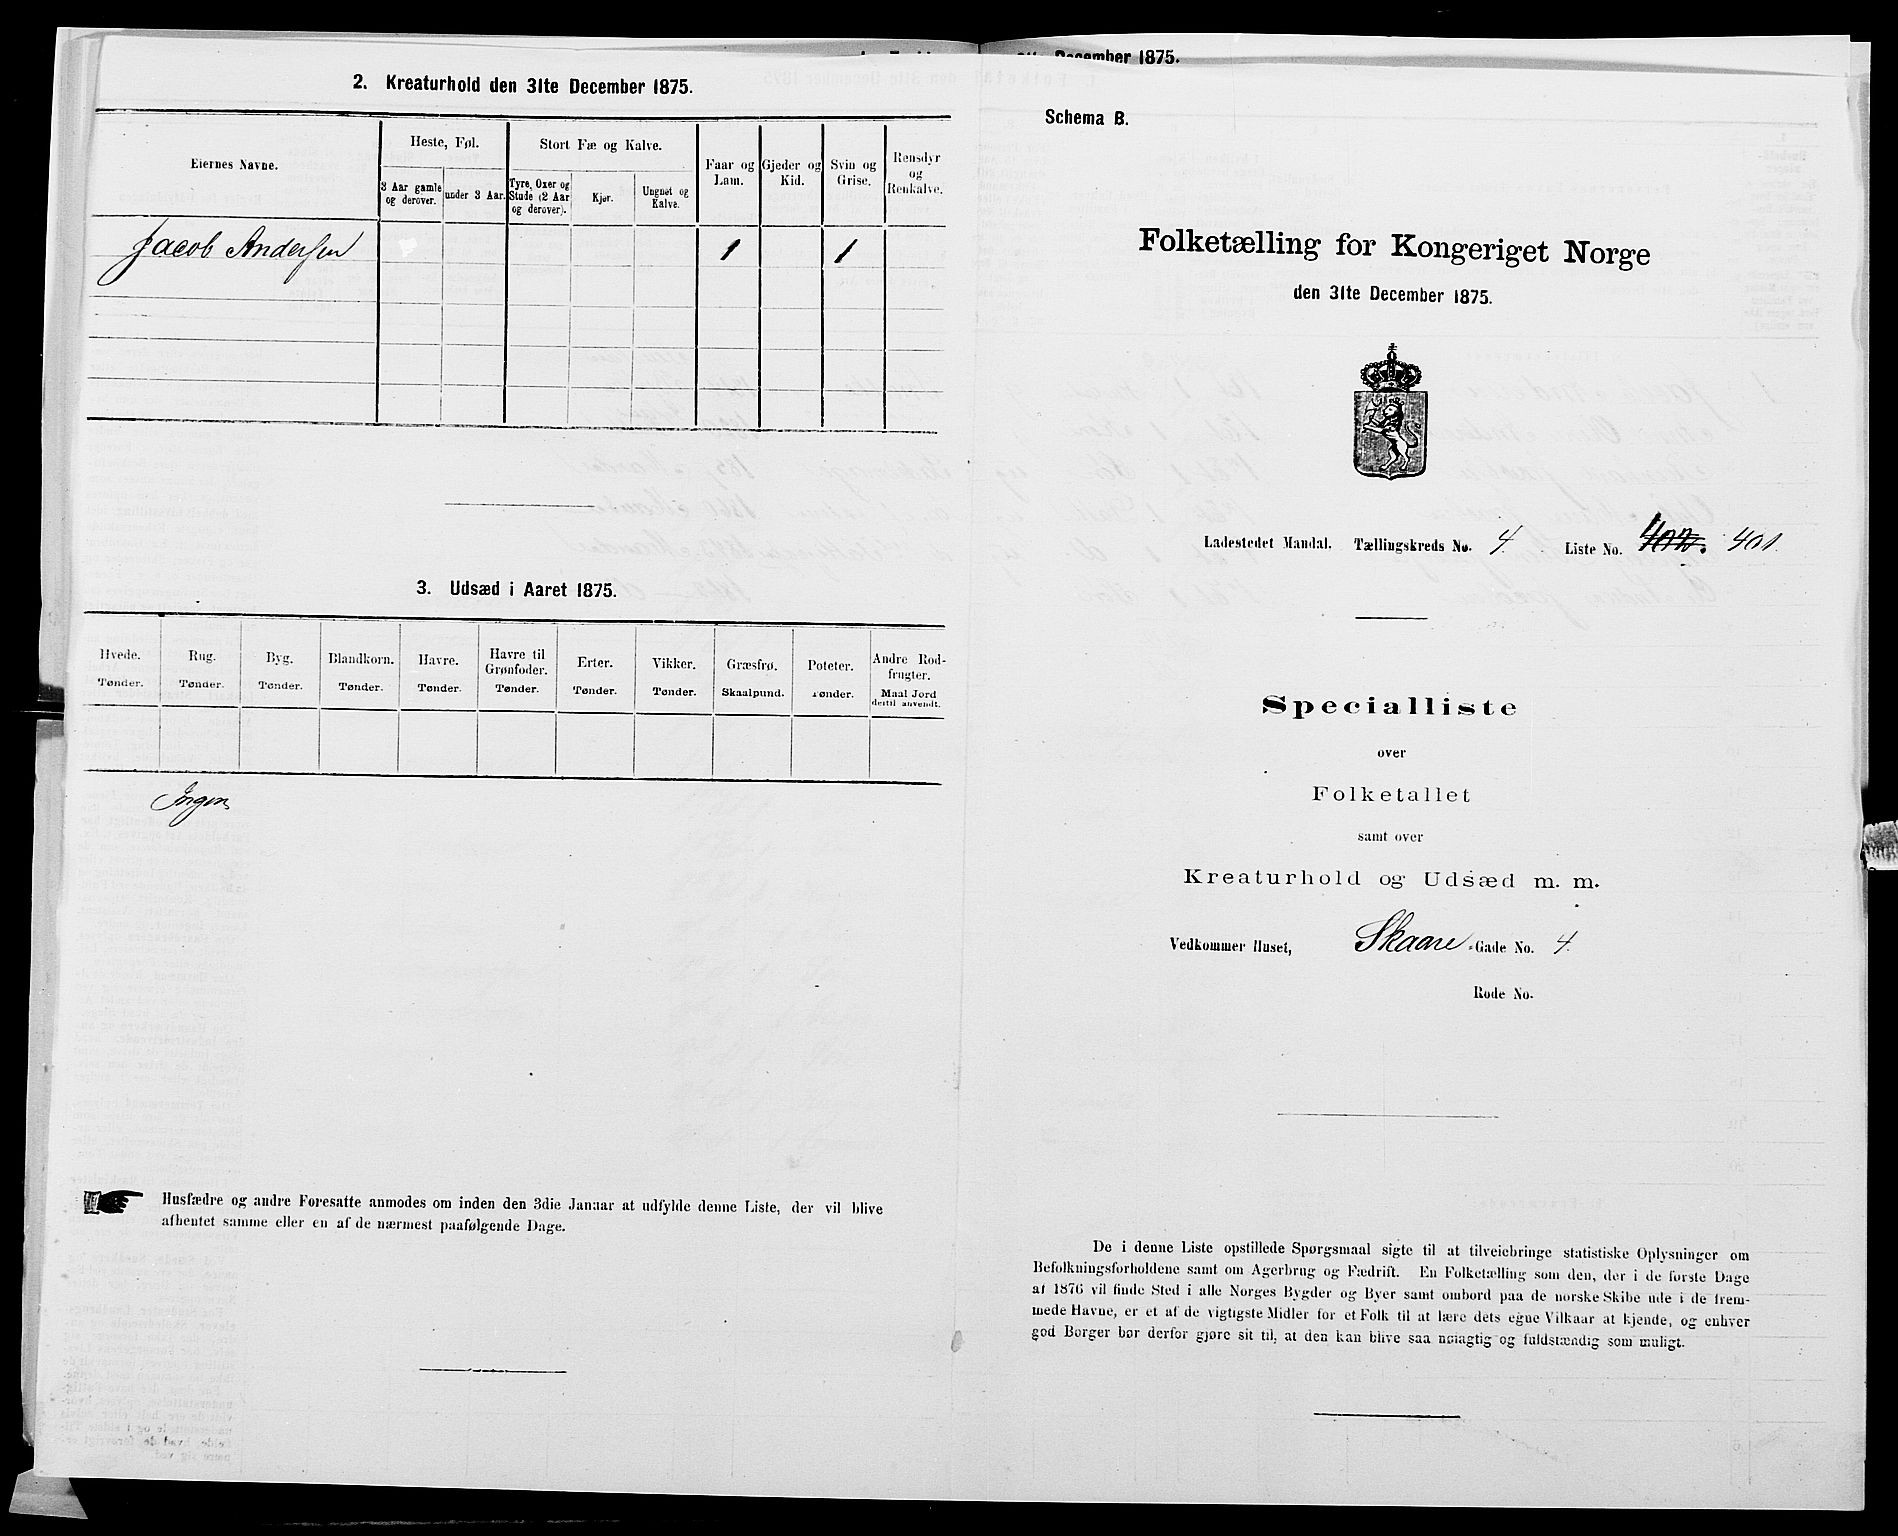 2. Kreaturhold den 31te December 1875.
Eiernes Navne.
Heste, Føl.
Stort Fæ og Kalve.
Faar og Lam.
Gjeder og Kid.
Svin og Grise.
Rensdyr og Renkalve.
3 Aar gamle og derover.
under 3 Aar.
Tyre, Oxer og Stude (2 Aar og derover).
Kjør.
Ungnøt og Kalve.
Jacob Andersen 1 1
3. Udsæd i Aaret 1875.
Hvede. Rug. Byg. Blandkorn. Havre. Havre til Grønfoder. Erter. Vikker. Græsfrø. Poteter. Andre Rodfrugter.
Tønder. Tønder. Tønder. Tønder. Tønder. Tønder. Tønder. Tønder. Skaalpund. Tønder. Maal Jord dertil anvendt.
Ingen
Husfædre og andre Foresatte anmodes om inden den 3die Januar at udfylde denne Liste, der vil blive
afhentet samme eller en af de nærmest paafølgende Dage.
December 1875.
Schema B.
Folketælling for Kongeriget Norge
den 31te December 1875.
Ladestedet Mandal. Tællingskreds No. 4. Liste No. 401.
Specialliste
over
Folketallet
samt over
Kreaturhold og Udsæd m. m.
Vedkommer Huset, Skaare-Gade No. 4.
Rode No.
De i denne Liste opstillede Spørgsmaal sigte til at tilveiebringe statistiske Oplysninger om
Befolkningsforholdene samt om Agerbrug og Fædrift. En Folketælling som den, der i de første Dage
af 1876 vil finde Sted i alle Norges Bygder og Byer samt ombord paa de norske Skibe ude i de frem-
mede Havne, er et af de vigtigste Midler for et Folk til at lære dets egne Vilkaar at kjende, og enhver
god Borger bør derfor gjøre sit til, at den kan blive saa nøiagtig og fuldstændig som muligt.